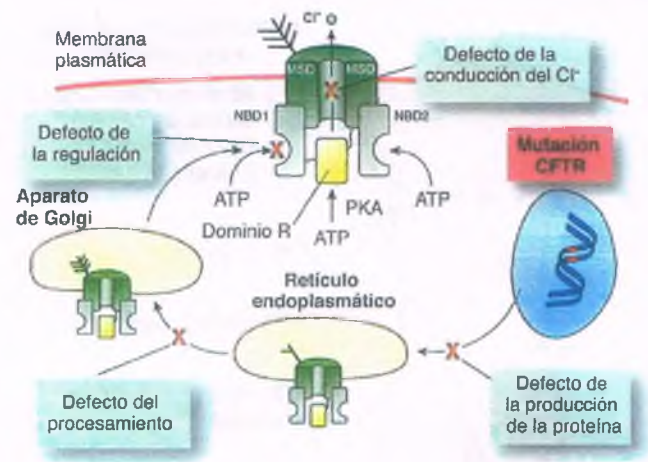 Cl⁻ o
Membrana
plasmática
MSD
MSD
Defecto de la
conducción del Cl⁻
NBD1
NBD2
Defecto de
la regulación
Mutación
CFTR
ATP
ATP
PKA
Dominio R
ATP
Aparato
de Golgi
Retículo
endoplasmático
Defecto del
procesamiento
Defecto de
la producción
de la proteína